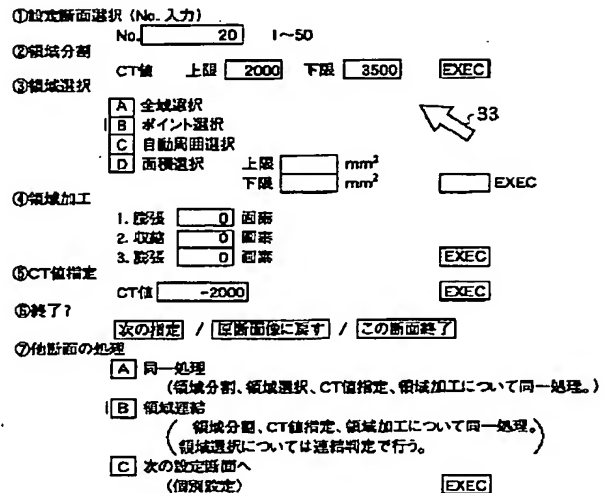 ①設定断面選択 (No. 入力)
No. 20 1〜50
②領域分割
CT値 上限 2000 下限 3500 EXEC
③領域選択
A 全域選択
B ポイント選択
C 自動周囲選択
D 面積選択 上限 mm²
下限 mm² EXEC
33
④領域加工
1. 膨張 0 画素
2. 収縮 0 画素
3. 膨張 0 画素 EXEC
⑤CT値指定
CT値 -2000 EXEC
⑥終了?
次の指定 / 原断面像に戻す / この断面終了
⑦他断面の処理
A 同一処理
(領域分割、領域選択、CT値指定、領域加工について同一処理。)
B 領域連結
(領域分割、CT値指定、領域加工について同一処理。
領域選択については連結判定で行う。)
C 次の設定断面へ
(個別設定) EXEC